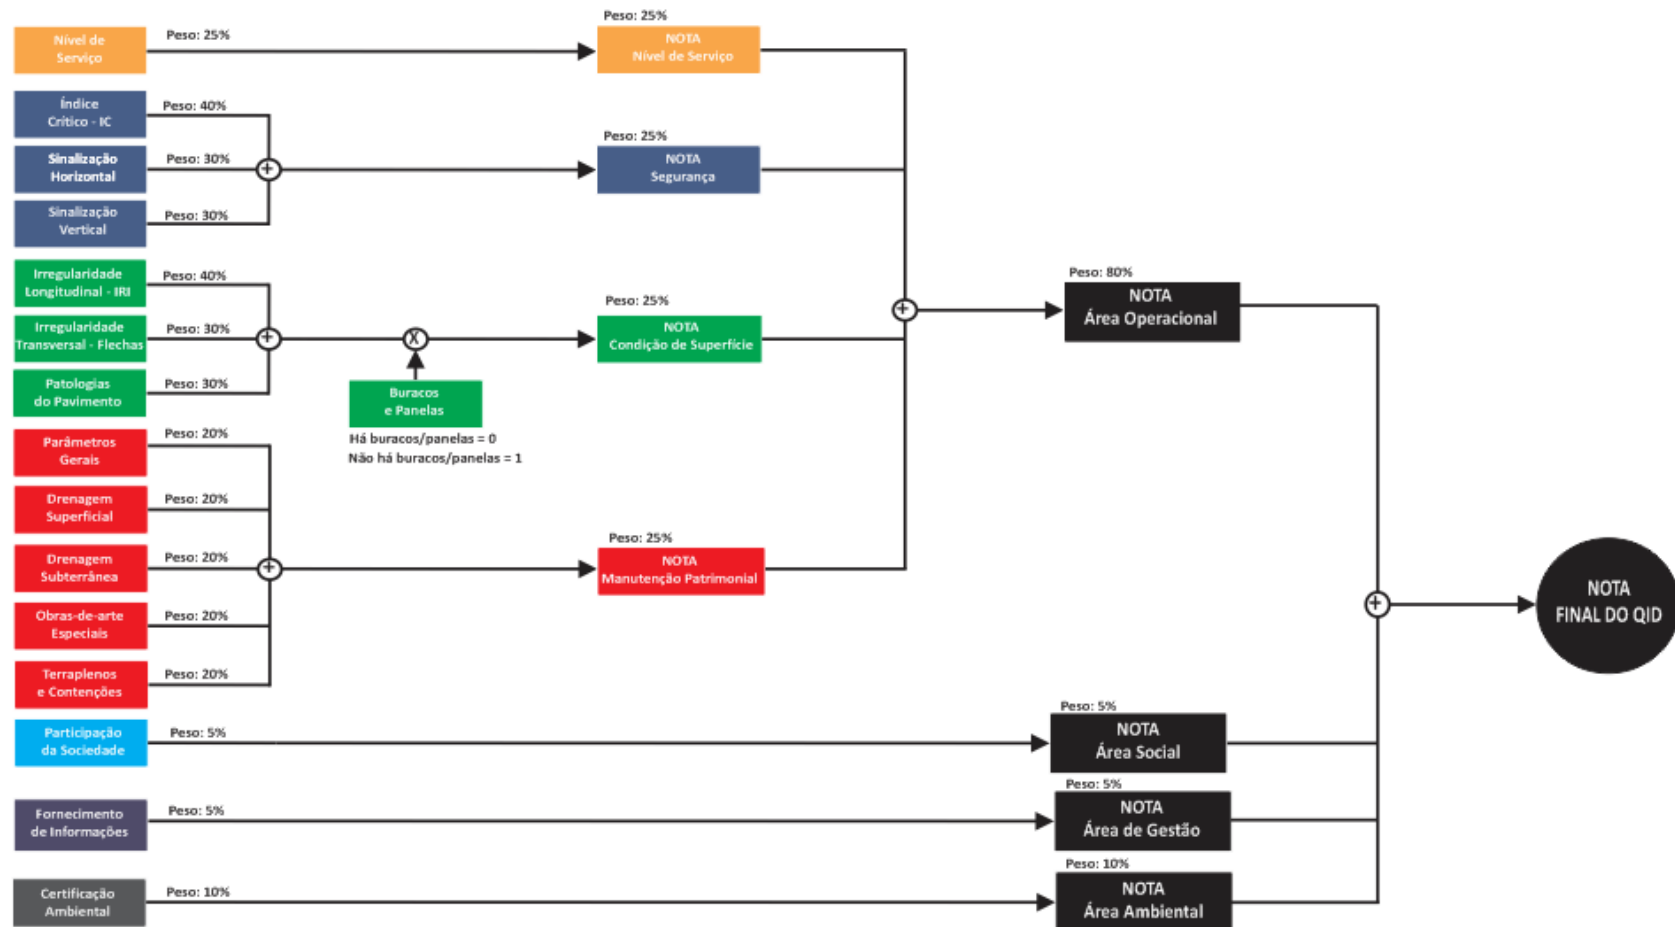 Nível de
Serviço
Peso: 25%
Peso: 25%
NOTA
Nível de Serviço
Índice
Crítico - IC
Peso: 40%
Sinalização
Horizontal
Peso: 30%
Peso: 25%
NOTA
Segurança
Sinalização
Vertical
Peso: 30%
Irregularidade
Longitudinal - IRI
Peso: 40%
Irregularidade
Transversal - Flechas
Peso: 30%
Patologias
do Pavimento
Peso: 30%
+
+
X
Buracos
e Panelas
Há buracos/panelas = 0
Não há buracos/panelas = 1
Peso: 25%
NOTA
Condição de Superfície
+
Peso: 80%
NOTA
Área Operacional
Parâmetros
Gerais
Peso: 20%
Drenagem
Superficial
Peso: 20%
Drenagem
Subterrânea
Peso: 20%
Obras-de-arte
Especiais
Peso: 20%
Terraplenos
e Contenções
Peso: 20%
+
Peso: 25%
NOTA
Manutenção Patrimonial
Participação
da Sociedade
Peso: 5%
Peso: 5%
NOTA
Área Social
Fornecimento
de Informações
Peso: 5%
Peso: 5%
NOTA
Área de Gestão
Certificação
Ambiental
Peso: 10%
Peso: 10%
NOTA
Área Ambiental
+
NOTA
FINAL DO QID